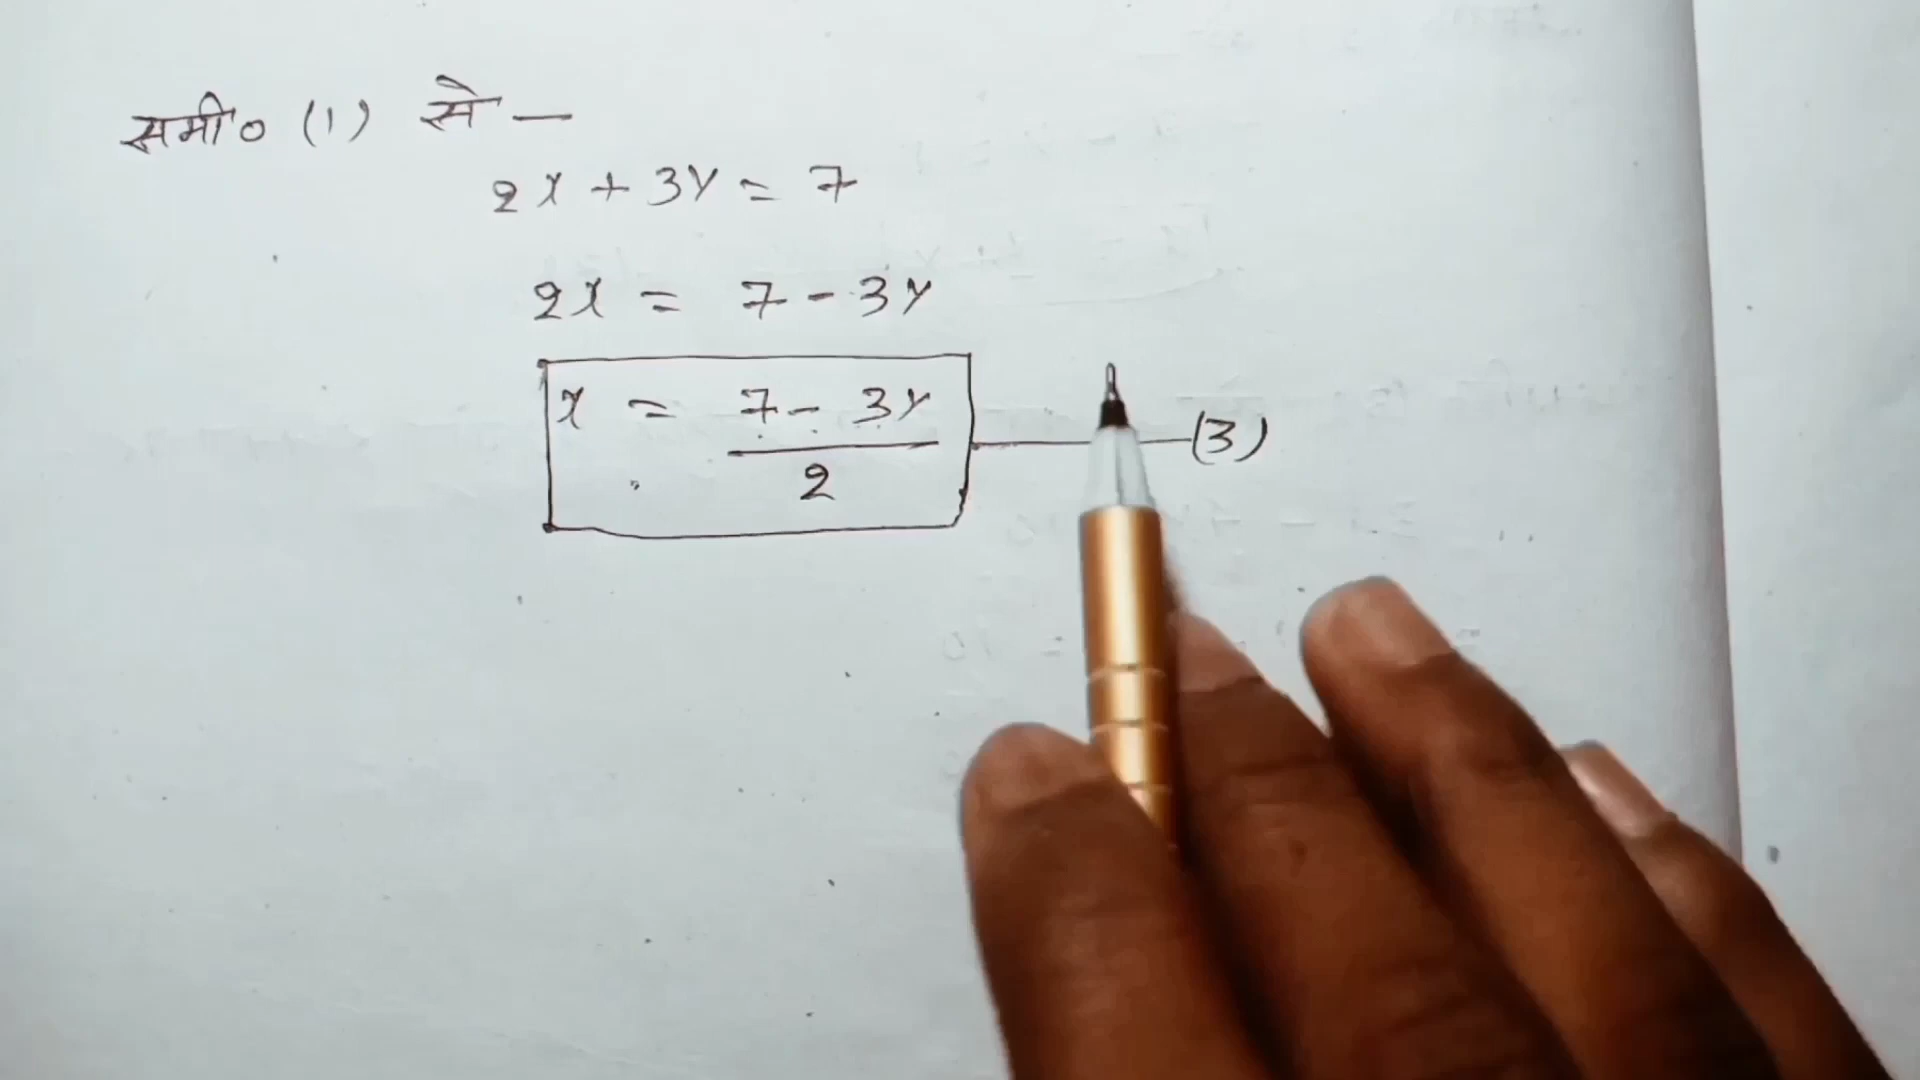 समी० (1) से —
2x + 3y = 7
2x = 7 - 3y
x = 7 - 3y / 2 — (3)